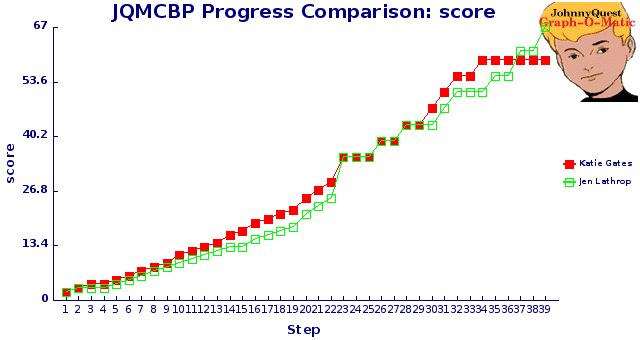 JQMCBP Progress Comparison: score
JohnnyQuest
Graph-O-Matic
67
53.6
40.2
26.8
13.4
0
score
Katie Gates
Jen Lathrop
1 2 3 4 5 6 7 8 9 10 11 12 13 14 15 16 17 18 19 20 21 22 23 24 25 26 27 28 29 30 31 32 33 34 35 36 37 38 39
Step